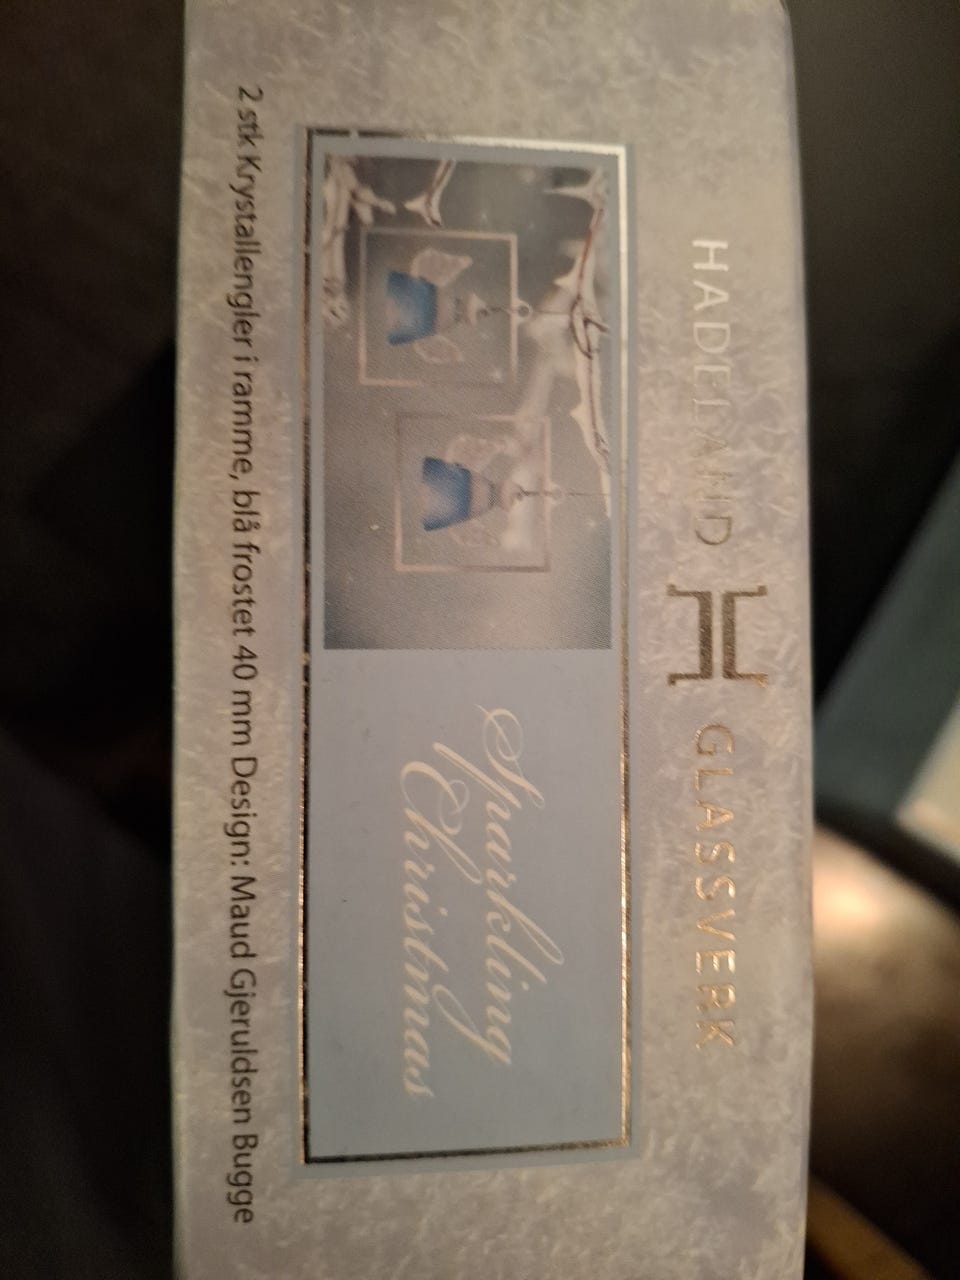 HADELAND GLASSVERK
Sparkling
Christmas
2 stk Krystallengler i ramme, blå frostet 40 mm Design: Maud Gjeruldsen Bugge